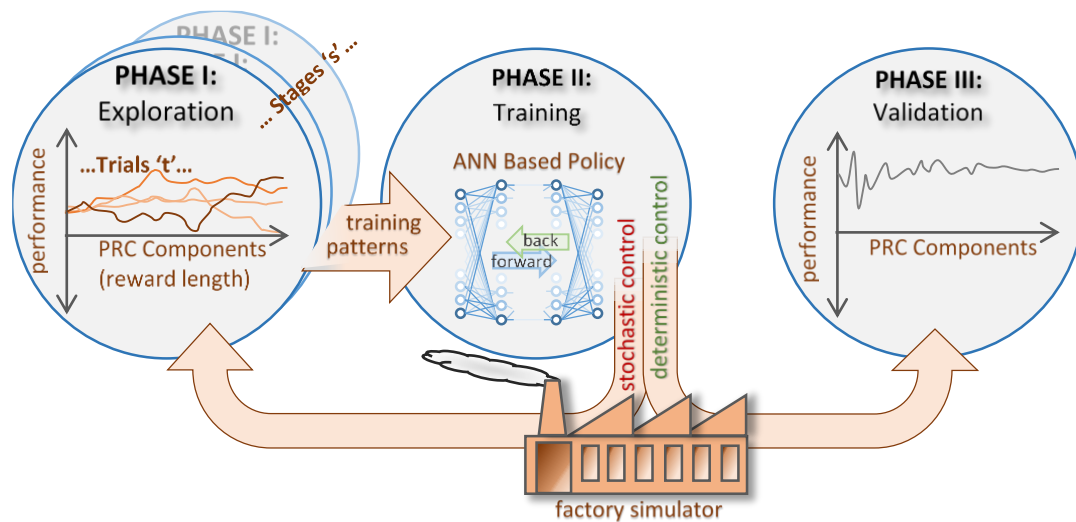 PHASE I:
PHASE I:
... Stages ‘s’ ...
PHASE I:
Exploration
...Trials ‘t’...
performance
PRC Components
(reward length)
training
patterns
PHASE II:
Training
ANN Based Policy
back
forward
stochastic control
deterministic control
factory simulator
PHASE III:
Validation
performance
PRC Components